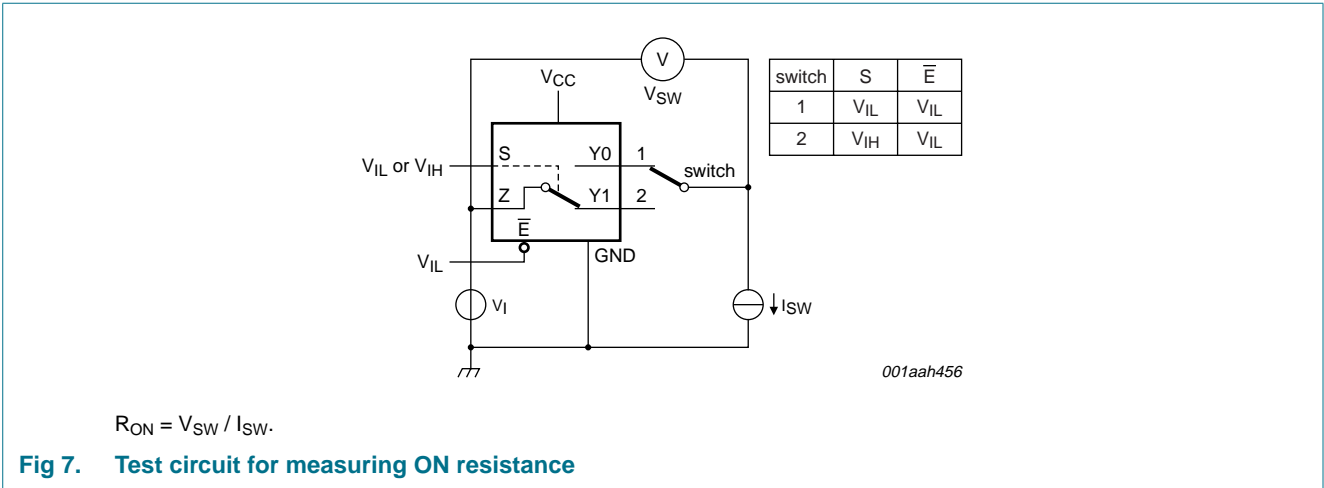 V
VCC
VSW
switch S E̅
1 VIL VIL
2 VIH VIL
VIL or VIH
S
Y0 1
switch
Z
Y1 2
E̅
GND
VIL
VI
ISW
001aah456
RON = VSW / ISW.
Fig 7. Test circuit for measuring ON resistance